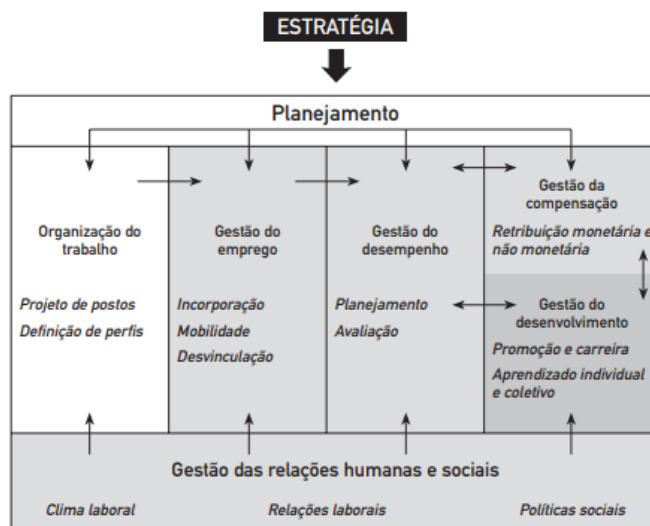 ESTRATÉGIA
Planejamento
Organização do
trabalho
Projeto de postos
Definição de perfis
Gestão do
emprego
Incorporação
Mobilidade
Desvinculação
Gestão do
desempenho
Planejamento
Avaliação
Gestão da
compensação
Retribuição monetária e
não monetária
Gestão do
desenvolvimento
Promoção e carreira
Aprendizado individual
e coletivo
Gestão das relações humanas e sociais
Clima laboral
Relações laborais
Políticas sociais